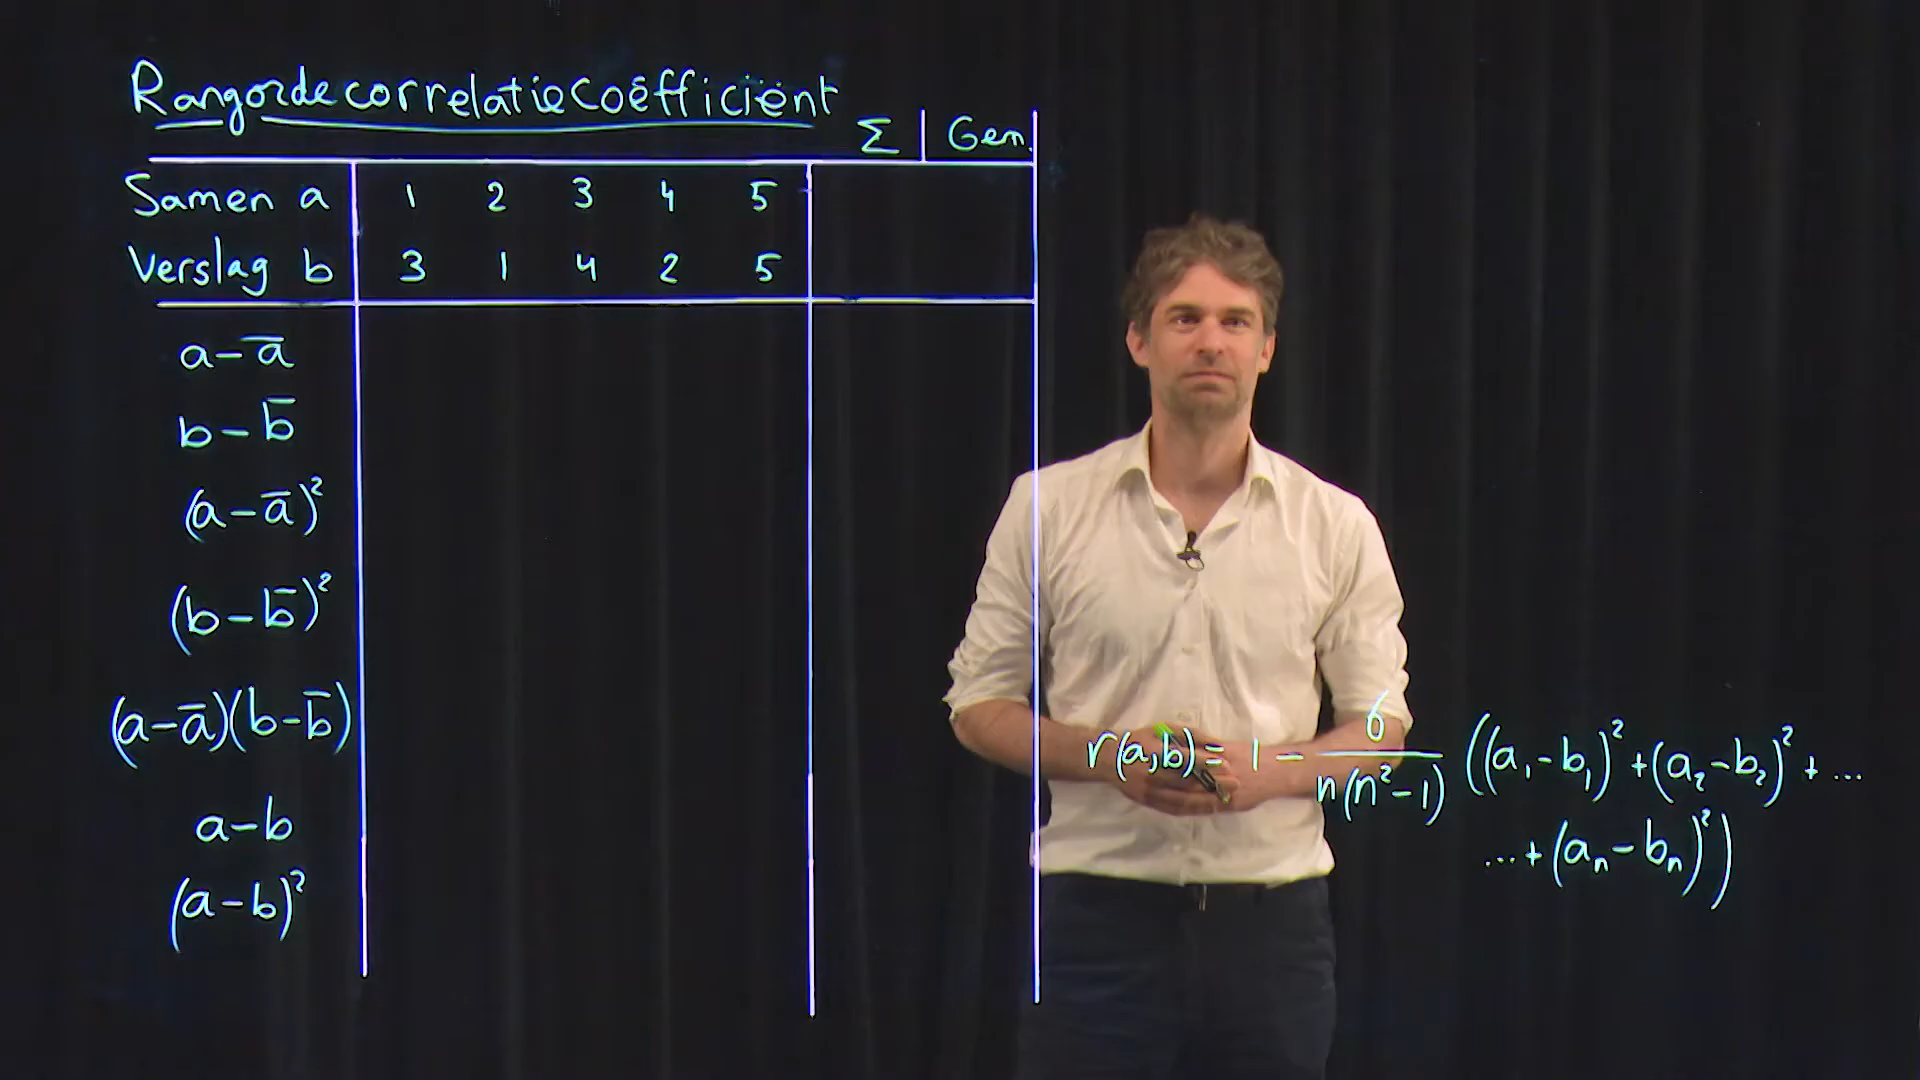 Rangordecorrelatiecoëfficiënt
Σ | Gem.
Samen a 1 2 3 4 5
Verslag b 3 1 4 2 5
a-a̅
b-b̅
(a-a̅)²
(b-b̅)²
(a-a̅)(b-b̅)
a-b
(a-b)²
r(a,b) = 1 - 6/n(n²-1) ((a₁-b₁)² + (a₂-b₂)² + ...
... + (aₙ-bₙ)²)